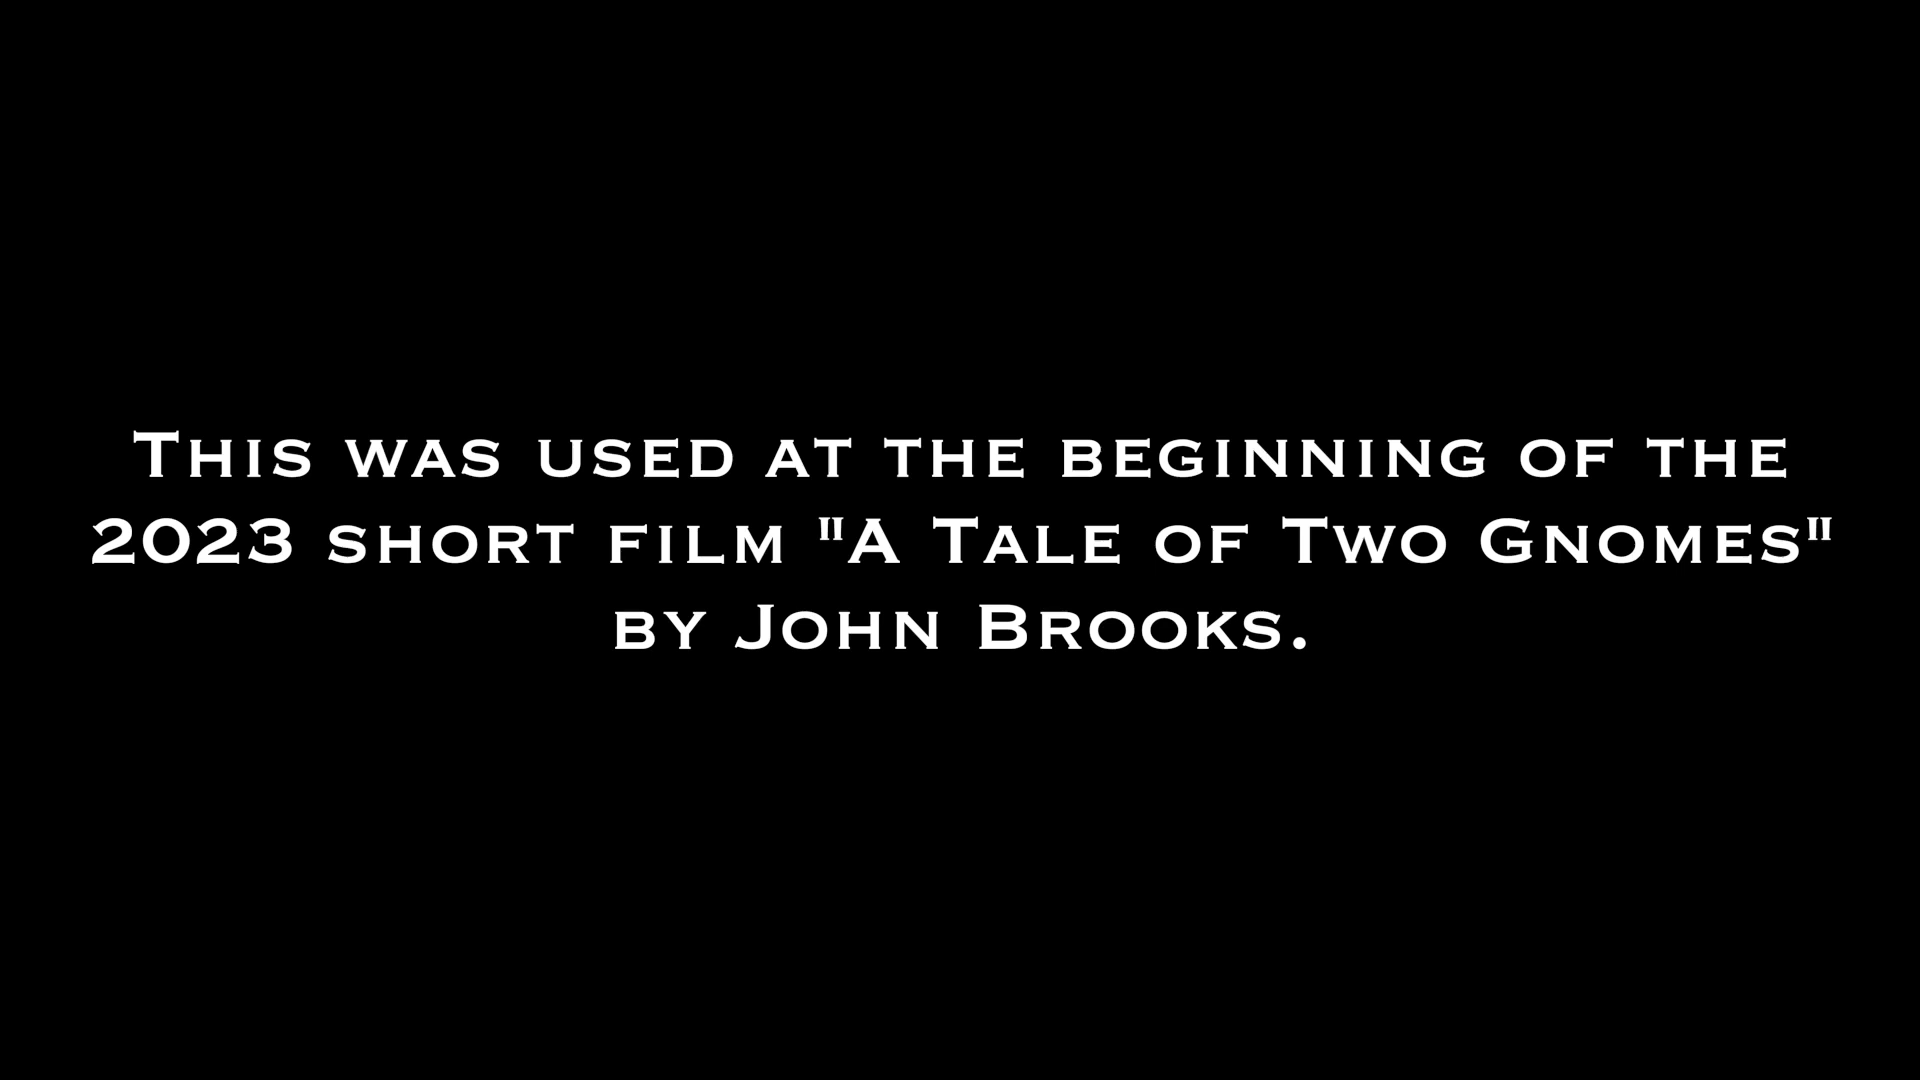 This was used at the beginning of the
2023 short film "A Tale of Two Gnomes"
by John Brooks.